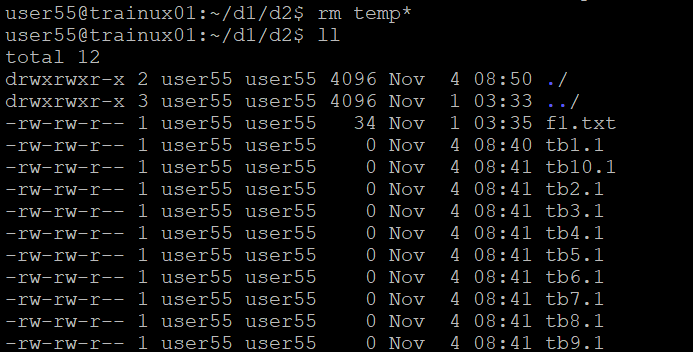 user55@trainux01:~/d1/d2$ rm temp*
user55@trainux01:~/d1/d2$ ll
total 12
drwxrwxr-x 2 user55 user55 4096 Nov  4 08:50 ./
drwxrwxr-x 3 user55 user55 4096 Nov  1 03:33 ../
-rw-rw-r-- 1 user55 user55   34 Nov  1 03:35 f1.txt
-rw-rw-r-- 1 user55 user55    0 Nov  4 08:40 tb1.1
-rw-rw-r-- 1 user55 user55    0 Nov  4 08:41 tb10.1
-rw-rw-r-- 1 user55 user55    0 Nov  4 08:41 tb2.1
-rw-rw-r-- 1 user55 user55    0 Nov  4 08:41 tb3.1
-rw-rw-r-- 1 user55 user55    0 Nov  4 08:41 tb4.1
-rw-rw-r-- 1 user55 user55    0 Nov  4 08:41 tb5.1
-rw-rw-r-- 1 user55 user55    0 Nov  4 08:41 tb6.1
-rw-rw-r-- 1 user55 user55    0 Nov  4 08:41 tb7.1
-rw-rw-r-- 1 user55 user55    0 Nov  4 08:41 tb8.1
-rw-rw-r-- 1 user55 user55    0 Nov  4 08:41 tb9.1